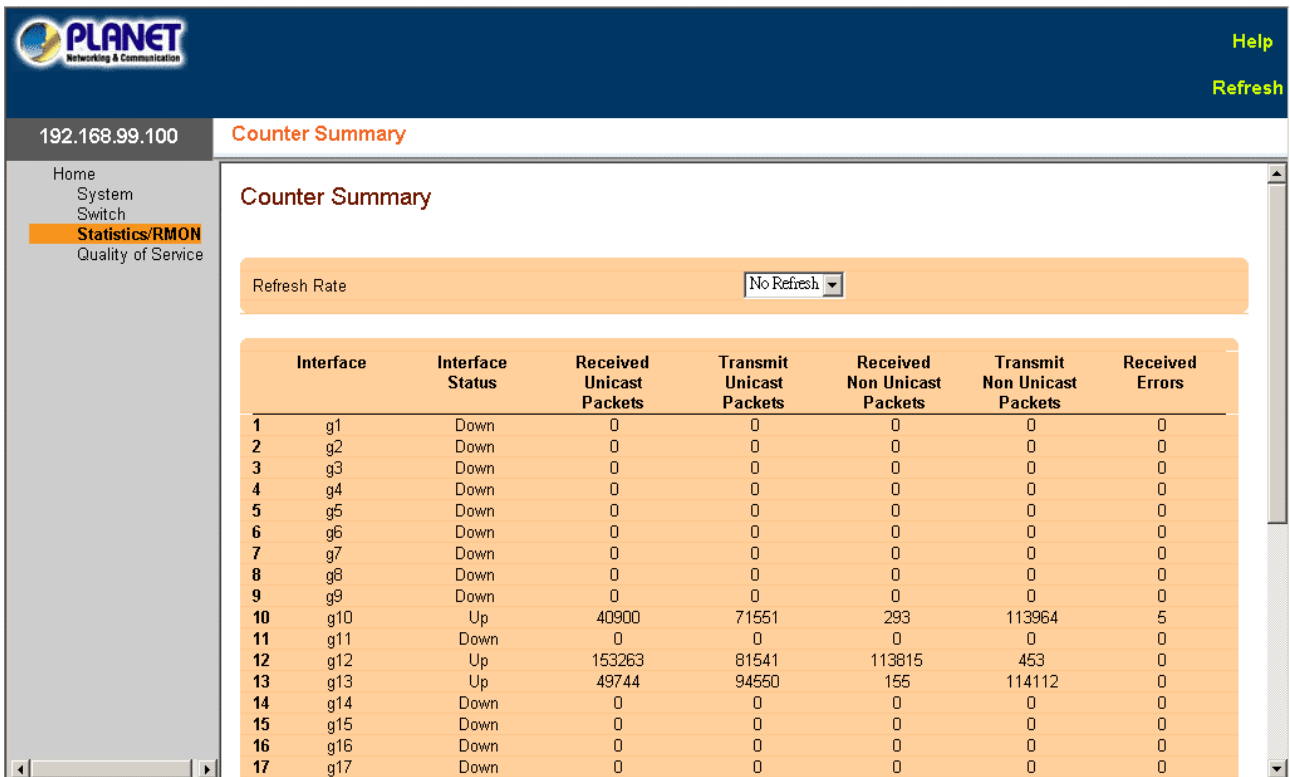 PLANET
Networking & Communication
Help
Refresh
192.168.99.100
Counter Summary
Home
System
Switch
Statistics/RMON
Quality of Service
Counter Summary
Refresh Rate No Refresh
Interface Interface Status Received Unicast Packets Transmit Unicast Packets Received Non Unicast Packets Transmit Non Unicast Packets Received Errors
1 g1 Down 0 0 0 0 0
2 g2 Down 0 0 0 0 0
3 g3 Down 0 0 0 0 0
4 g4 Down 0 0 0 0 0
5 g5 Down 0 0 0 0 0
6 g6 Down 0 0 0 0 0
7 g7 Down 0 0 0 0 0
8 g8 Down 0 0 0 0 0
9 g9 Down 0 0 0 0 0
10 g10 Up 40900 71551 293 113964 5
11 g11 Down 0 0 0 0 0
12 g12 Up 153263 81541 113815 453 0
13 g13 Up 49744 94550 155 114112 0
14 g14 Down 0 0 0 0 0
15 g15 Down 0 0 0 0 0
16 g16 Down 0 0 0 0 0
17 g17 Down 0 0 0 0 0